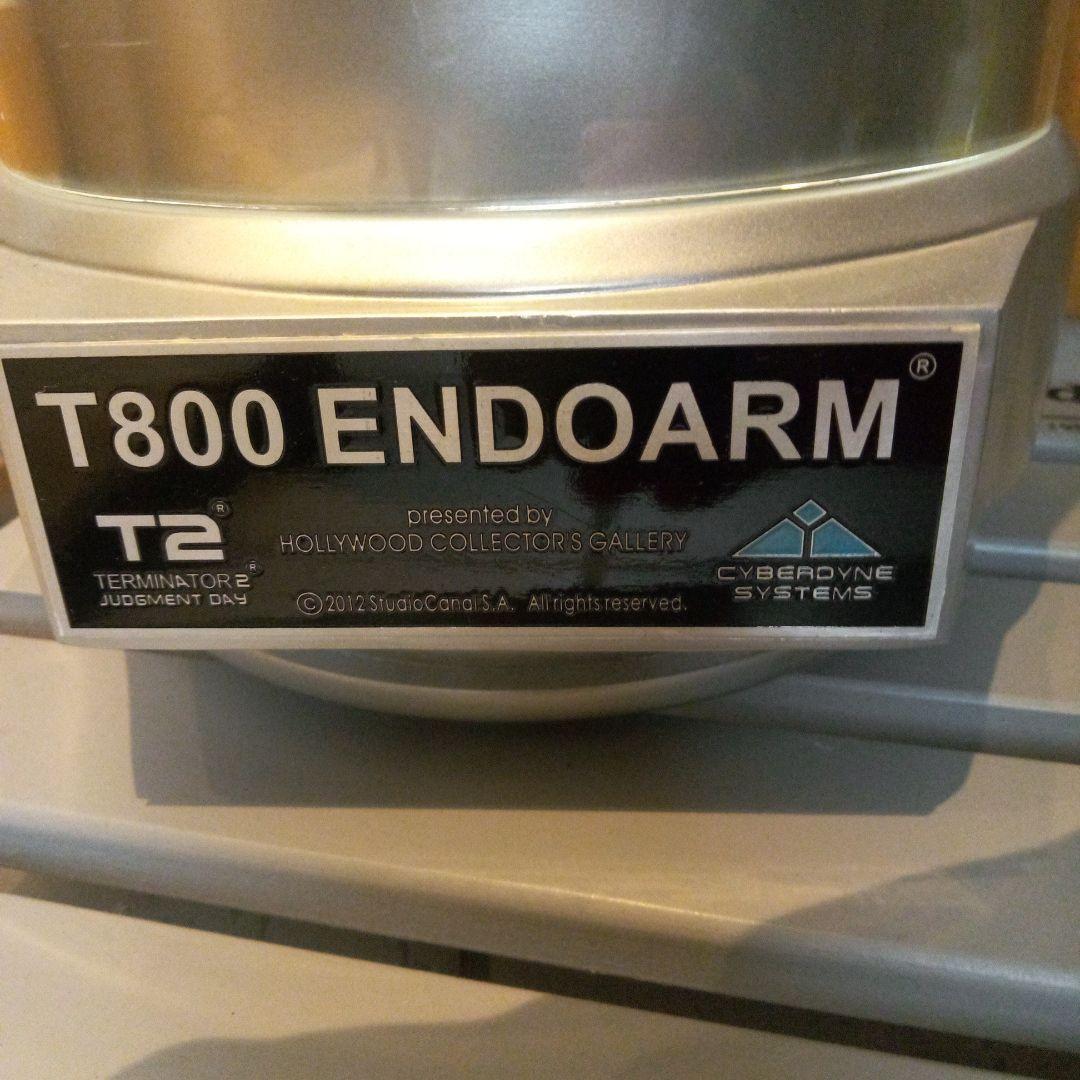 T800 ENDOARM®
presented by
HOLLYWOOD COLLECTOR'S GALLERY
T2®
TERMINATOR 2®
JUDGMENT DAY
©2012 StudioCanal S.A. All rights reserved.
CYBERDYNE
SYSTEMS